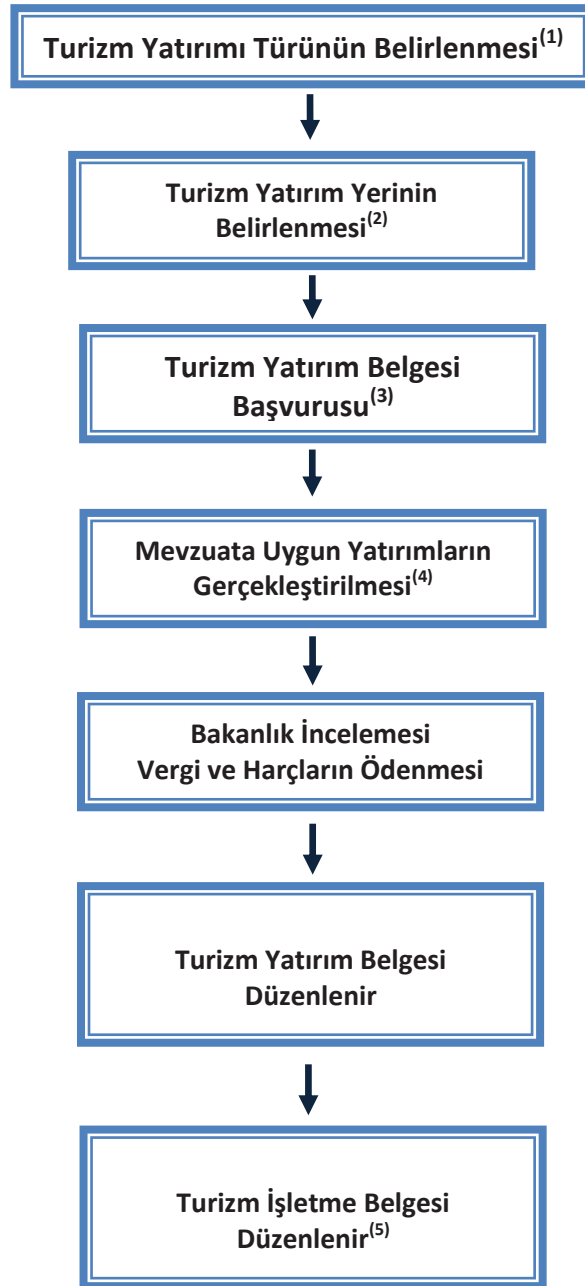 Turizm Yatırımı Türünün Belirlenmesi(1)
Turizm Yatırım Yerinin
Belirlenmesi(2)
Turizm Yatırım Belgesi
Başvurusu(3)
Mevzuata Uygun Yatırımların
Gerçekleştirilmesi(4)
Bakanlık İncelemesi
Vergi ve Harçların Ödenmesi
Turizm Yatırım Belgesi
Düzenlenir
Turizm İşletme Belgesi
Düzenlenir(5)